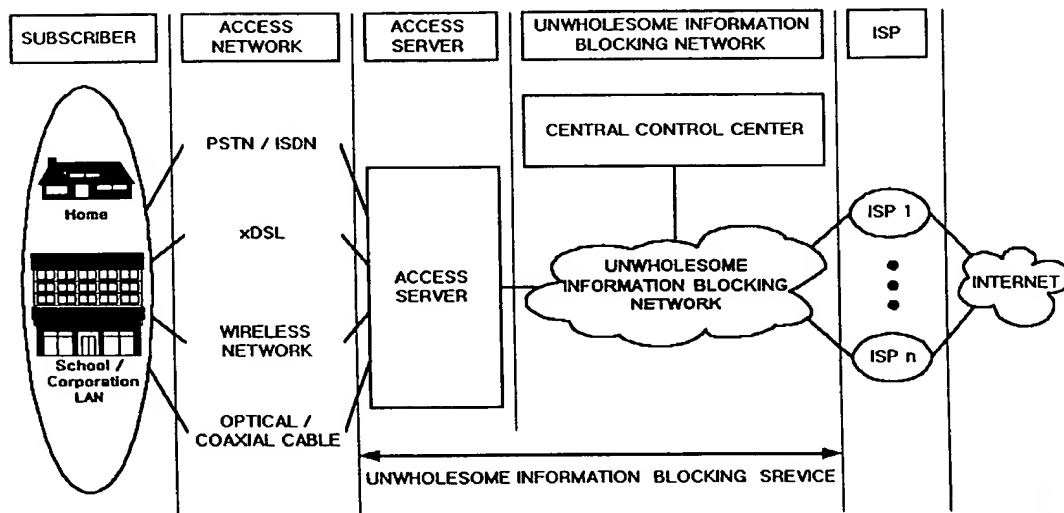 SUBSCRIBER
ACCESS
NETWORK
ACCESS
SERVER
UNWHOLESOME INFORMATION
BLOCKING NETWORK
ISP
CENTRAL CONTROL CENTER
PSTN / ISDN
Home
xDSL
ACCESS
SERVER
UNWHOLESOME
INFORMATION BLOCKING
NETWORK
ISP 1
INTERNET
ISP n
WIRELESS
NETWORK
School /
Corporation
LAN
OPTICAL /
COAXIAL CABLE
UNWHOLESOME INFORMATION BLOCKING SREVICE